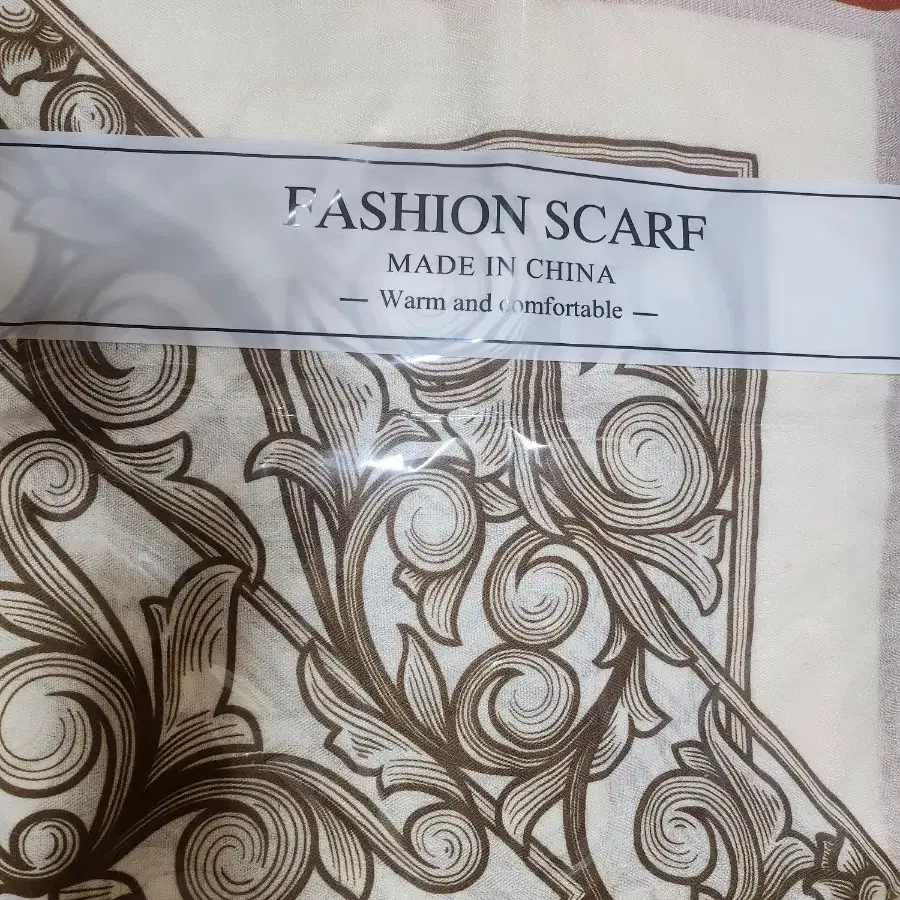 FASHION SCARF
MADE IN CHINA
— Warm and comfortable —